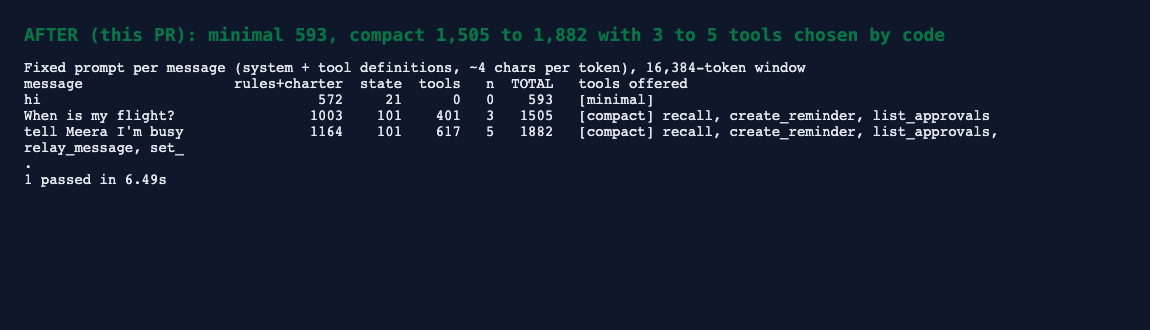 AFTER (this PR): minimal 593, compact 1,505 to 1,882 with 3 to 5 tools chosen by code
Fixed prompt per message (system + tool definitions, ~4 chars per token), 16,384-token window
message rules+charter state tools n TOTAL tools offered
hi 572 21 0 0 593 [minimal]
When is my flight? 1003 101 401 3 1505 [compact] recall, create_reminder, list_approvals
tell Meera I'm busy 1164 101 617 5 1882 [compact] recall, create_reminder, list_approvals,
relay_message, set_
.
1 passed in 6.49s